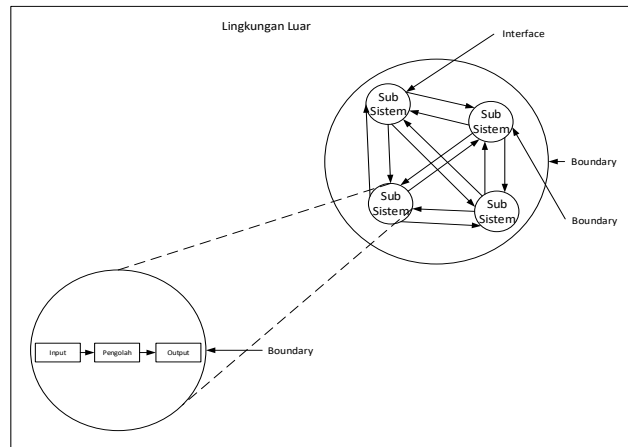 Lingkungan Luar
Interface
Sub
Sistem
Sub
Sistem
Boundary
Sub
Sistem
Sub
Sistem
Boundary
Input
Pengolah
Output
Boundary